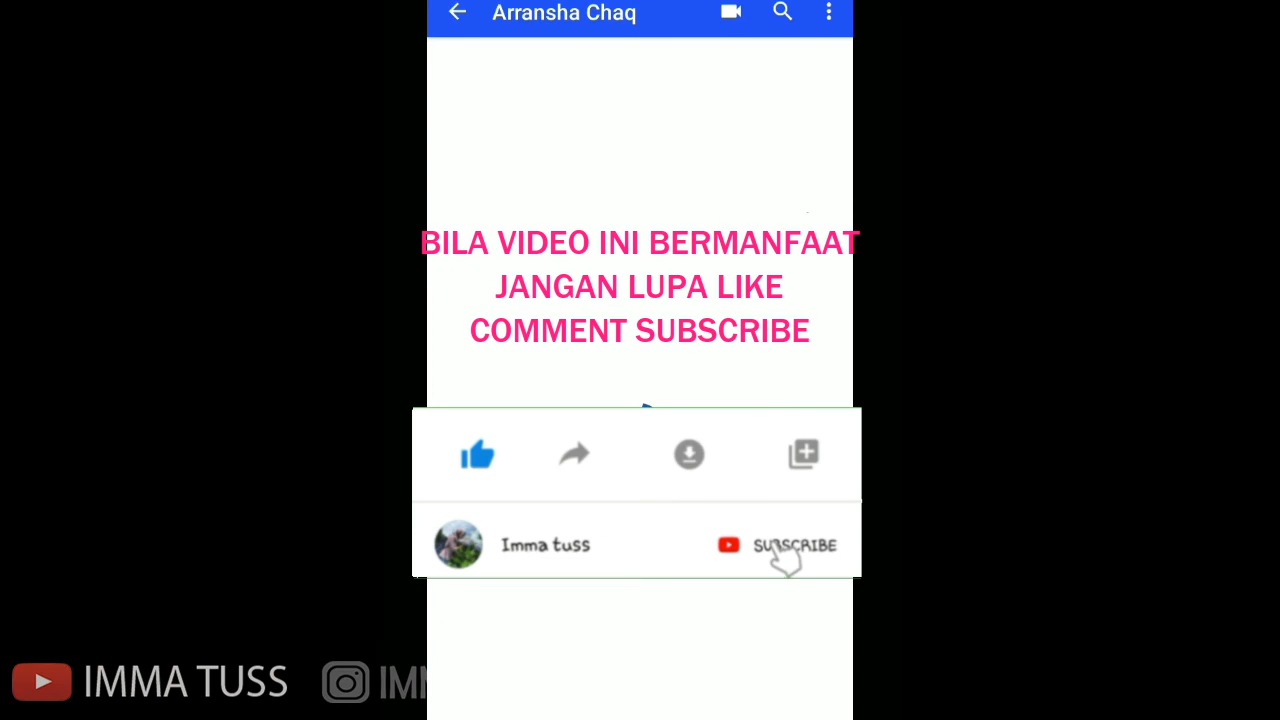 Arransha Chaq
BILA VIDEO INI BERMANFAAT
JANGAN LUPA LIKE
COMMENT SUBSCRIBE
Imma tuss
SUBSCRIBE
IMMA TUSS